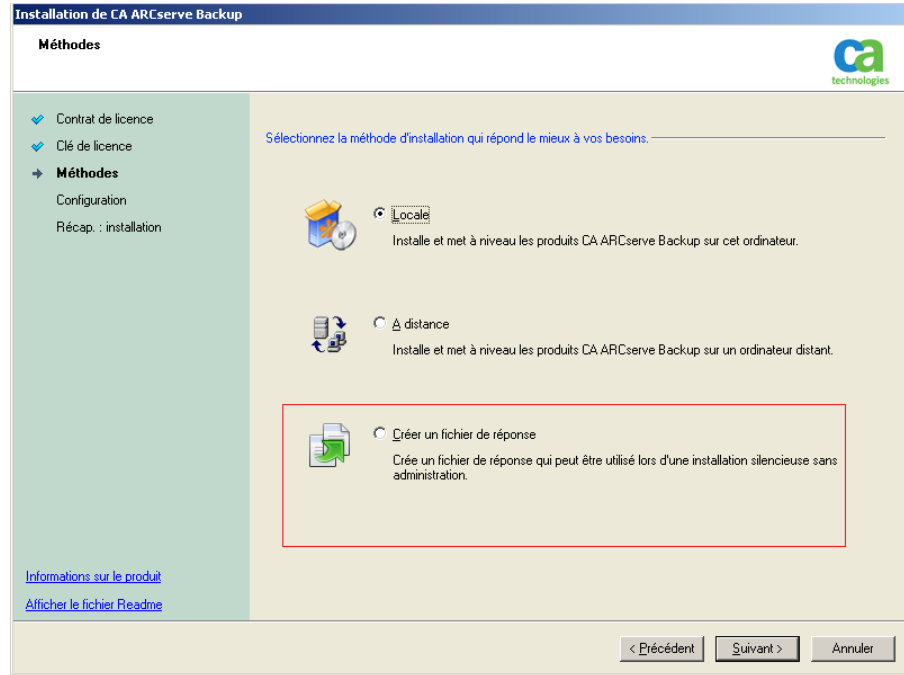 Installation de CA ARCserve Backup
Méthodes
ca
technologies
Contrat de licence
Clé de licence
Méthodes
Configuration
Récap. : installation
Sélectionnez la méthode d'installation qui répond le mieux à vos besoins.
Locale
Installe et met à niveau les produits CA ARCserve Backup sur cet ordinateur.
A distance
Installe et met à niveau les produits CA ARCserve Backup sur un ordinateur distant.
Créer un fichier de réponse
Crée un fichier de réponse qui peut être utilisé lors d'une installation silencieuse sans
administration.
Informations sur le produit
Afficher le fichier Readme
< Précédent
Suivant >
Annuler